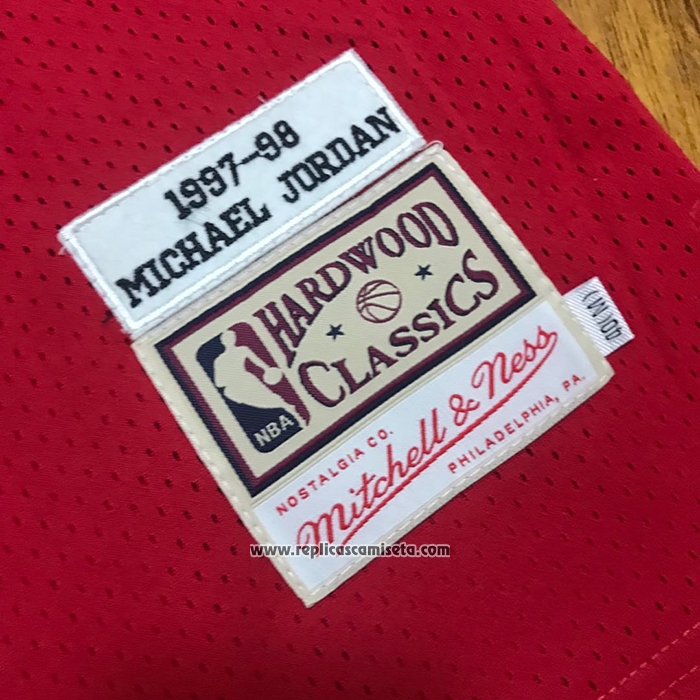 1997-98
MICHAEL JORDAN
HARDWOOD
CLASSICS
NBA
40(M)
NOSTALGIA CO.
Mitchell & Ness
PHILADELPHIA, PA.
www.replicascamiseta.com